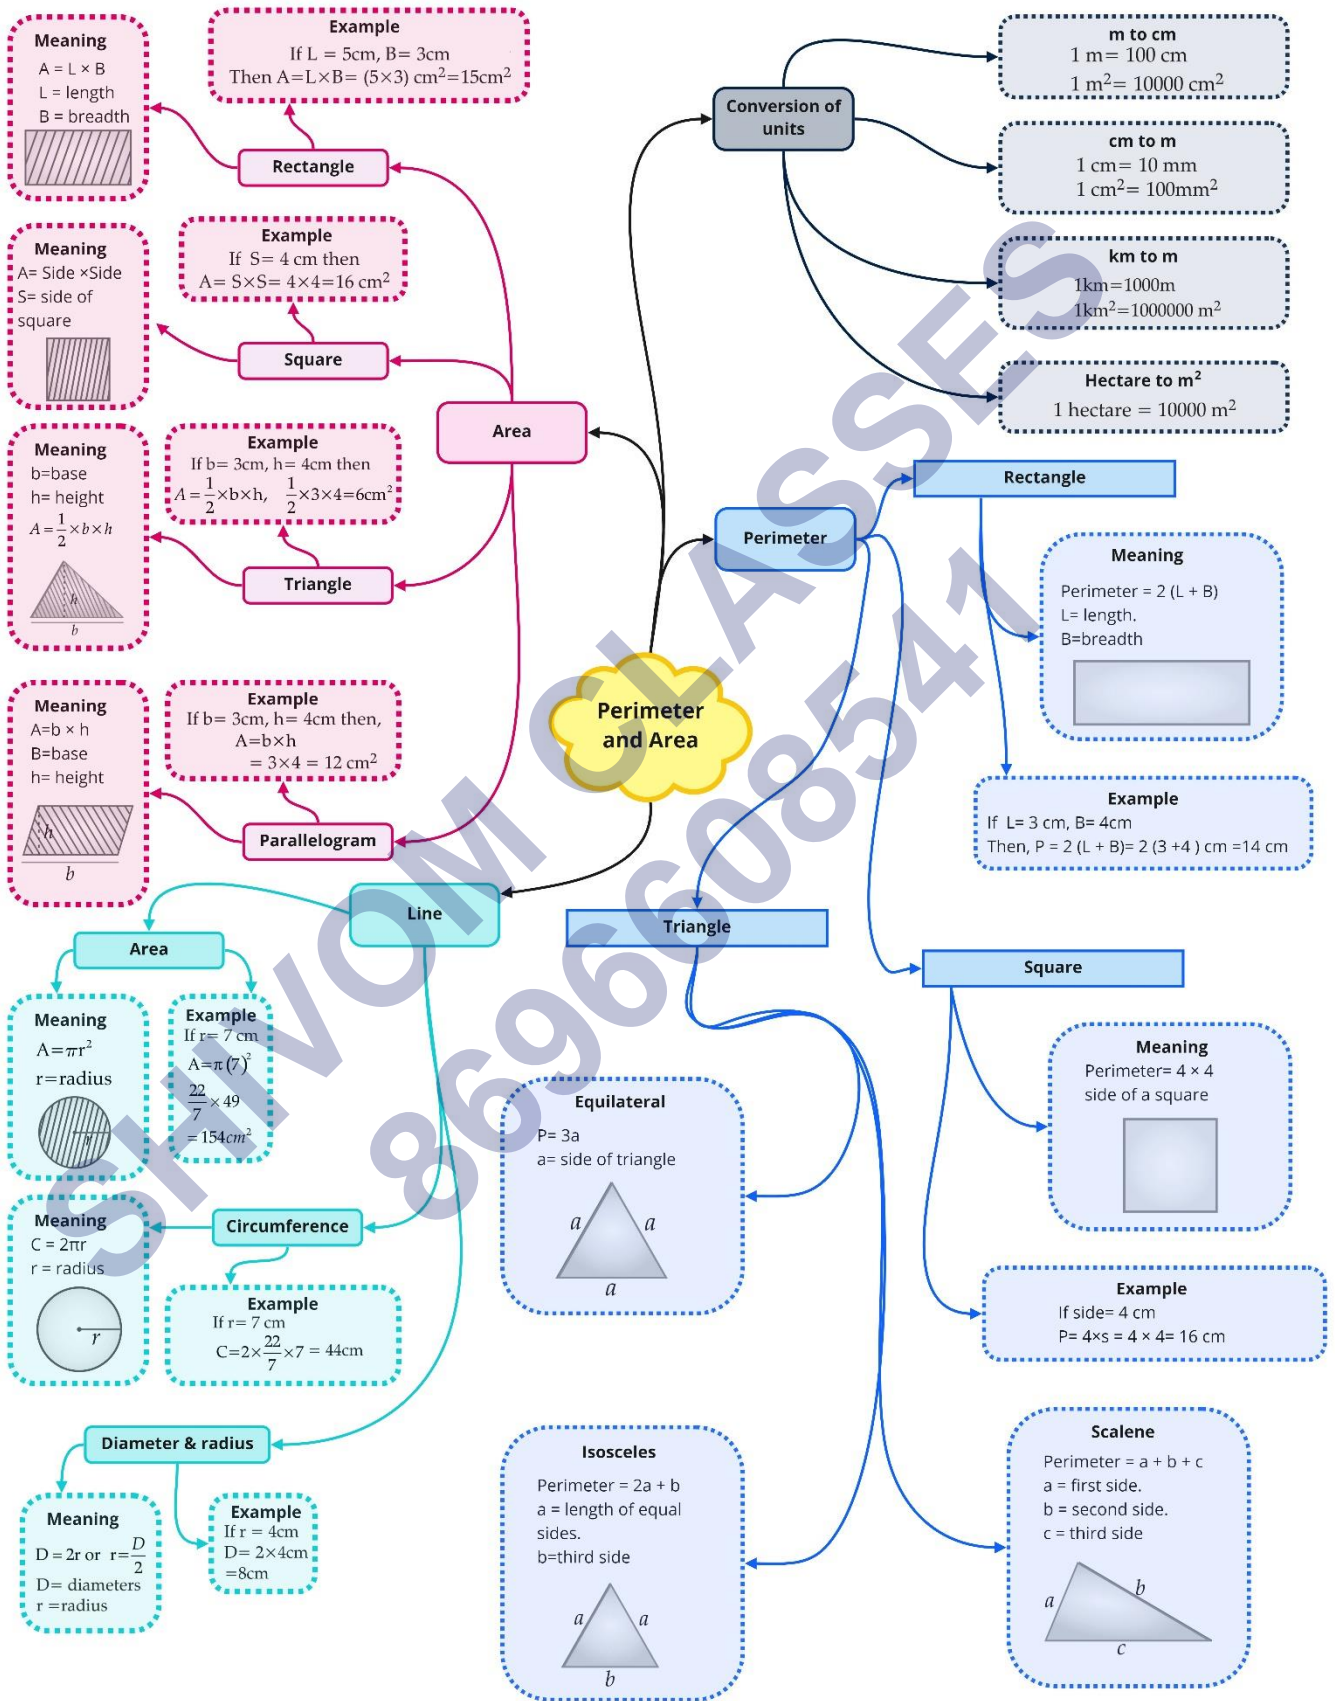 Perimeter
and Area
Conversion of
units
m to cm
1 m= 100 cm
1 m²= 10000 cm²
cm to m
1 cm= 10 mm
1 cm²= 100mm²
km to m
1km=1000m
1km²=1000000 m²
Hectare to m²
1 hectare = 10000 m²
Area
Rectangle
Meaning
A = L × B
L = length
B = breadth
Example
If L = 5cm, B= 3cm
Then A=L×B= (5×3) cm²=15cm²
Square
Meaning
A= Side ×Side
S= side of
square
Example
If S= 4 cm then
A= S×S= 4×4=16 cm²
Triangle
Meaning
b=base
h= height
A = 1/2 × b × h
h
b
Example
If b= 3cm, h= 4cm then
A = 1/2 ×b×h, 1/2 ×3×4=6cm²
Parallelogram
Meaning
A=b × h
B=base
h= height
h
b
Example
If b= 3cm, h= 4cm then,
A=b×h
= 3×4 = 12 cm²
Perimeter
Rectangle
Meaning
Perimeter = 2 (L + B)
L= length.
B=breadth
Example
If L= 3 cm, B= 4cm
Then, P = 2 (L + B)= 2 (3 +4 ) cm =14 cm
Triangle
Equilateral
P= 3a
a= side of triangle
a
a
a
Isosceles
Perimeter = 2a + b
a = length of equal
sides.
b=third side
a
a
b
Scalene
Perimeter = a + b + c
a = first side.
b = second side.
c = third side
a
b
c
Square
Meaning
Perimeter= 4 × 4
side of a square
Example
If side= 4 cm
P= 4×s = 4 × 4= 16 cm
Line
Area
Meaning
A=πr²
r=radius
r
Example
If r= 7 cm
A=π(7)²
22/7 × 49
= 154cm²
Circumference
Meaning
C = 2πr
r = radius
r
Example
If r= 7 cm
C=2× 22/7 ×7 = 44cm
Diameter & radius
Meaning
D=2r or r= D/2
D= diameters
r =radius
Example
If r = 4cm
D= 2×4cm
=8cm
SHIVOM CLASSES
8696608541